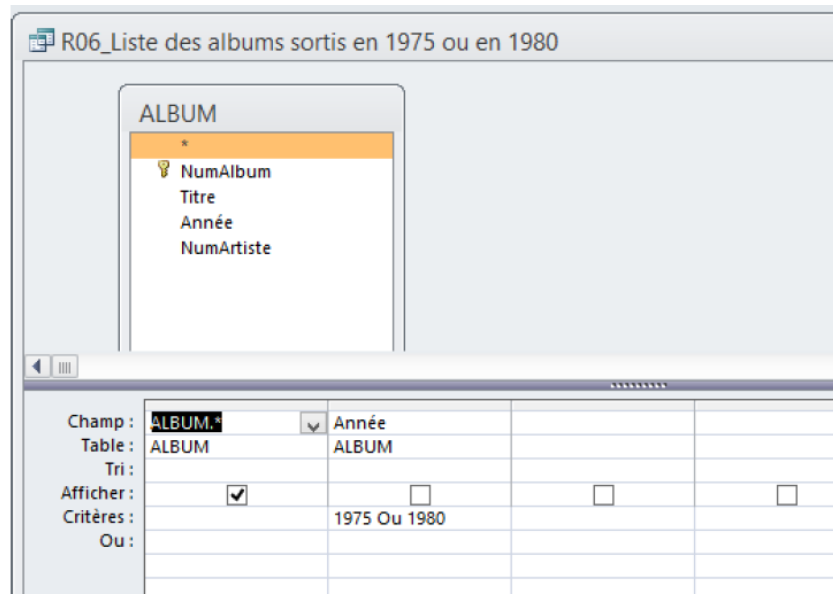 R06_Liste des albums sortis en 1975 ou en 1980
ALBUM
*
NumAlbum
Titre
Année
NumArtiste
Champ : ALBUM.* Année
Table : ALBUM ALBUM
Tri :
Afficher :
Critères : 1975 Ou 1980
Ou :